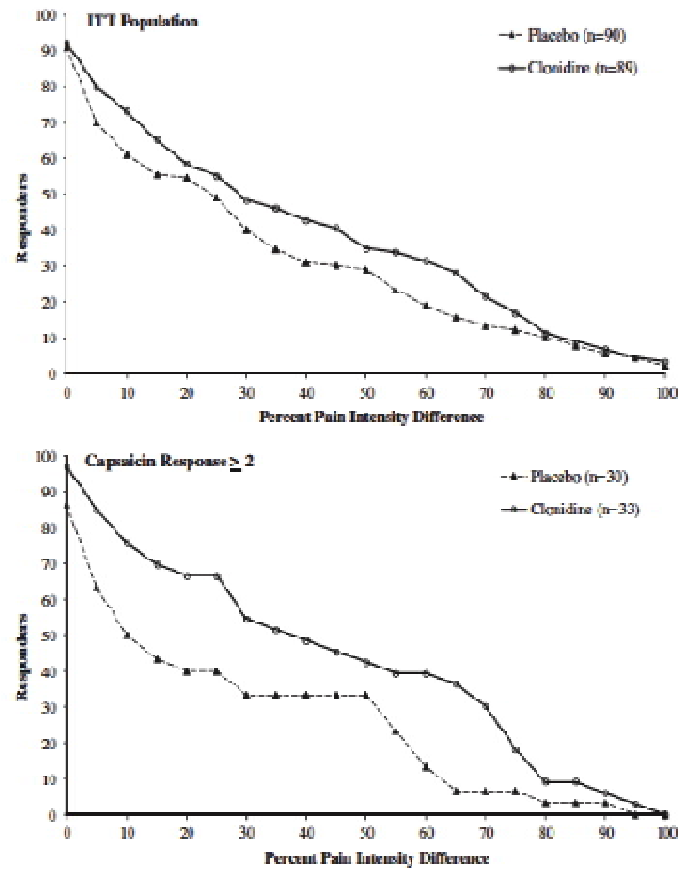 ITT Population
Placebo (n=90)
Clonidine (n=89)
100
90
80
70
60
50
40
30
20
10
0
Responders
0 10 20 30 40 50 60 70 80 90 100
Percent Pain Intensity Difference
Capsaicin Response ≥ 2
Placebo (n=30)
Clonidine (n=33)
100
90
80
70
60
50
40
30
20
10
0
Responders
0 10 20 30 40 50 60 70 80 90 100
Percent Pain Intensity Difference